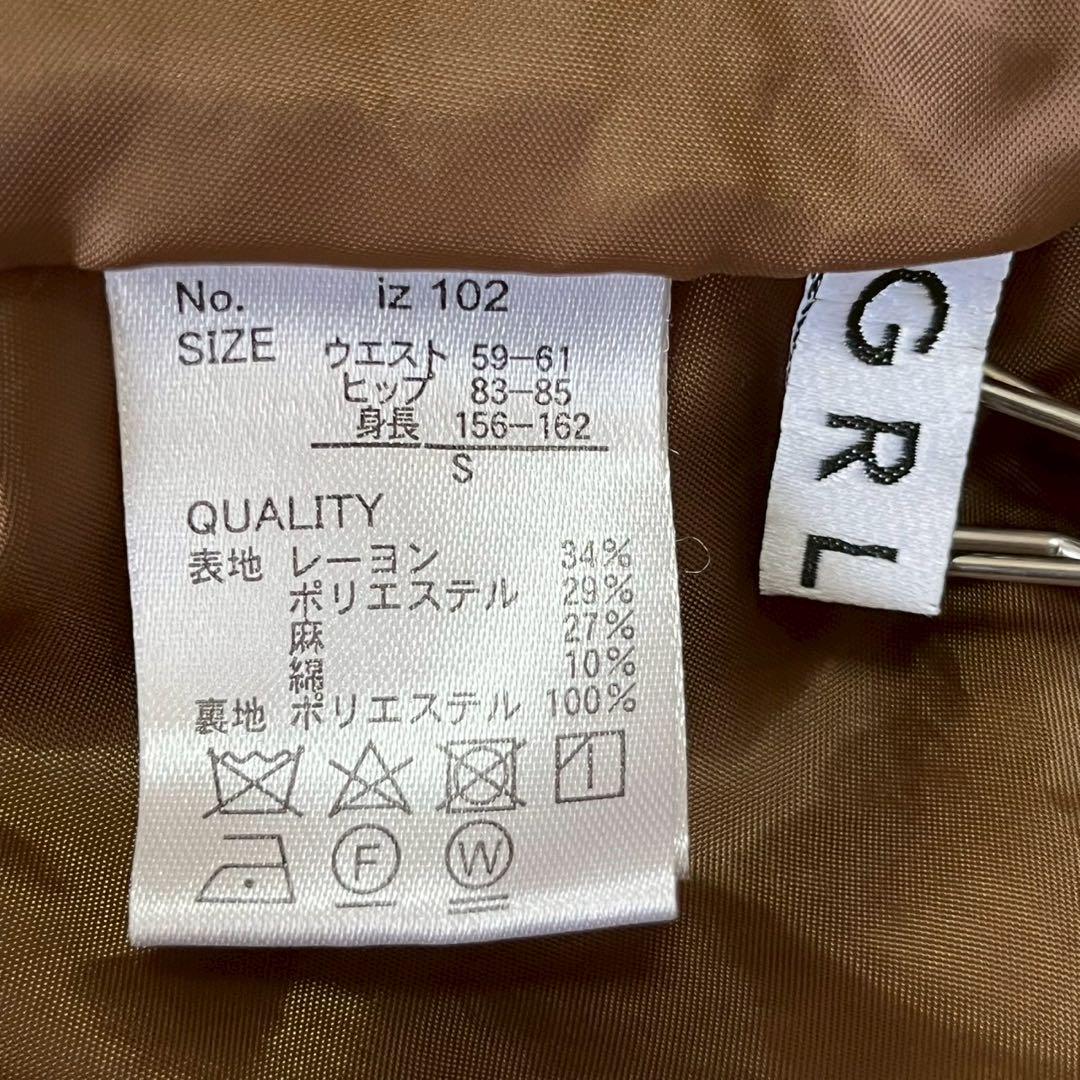 No. iz 102
SIZE ウエスト 59-61
ヒップ 83-85
身長 156-162
S
QUALITY
表地 レーヨン 34%
ポリエステル 29%
麻 27%
綿 10%
裏地 ポリエステル 100%
F W
GRL